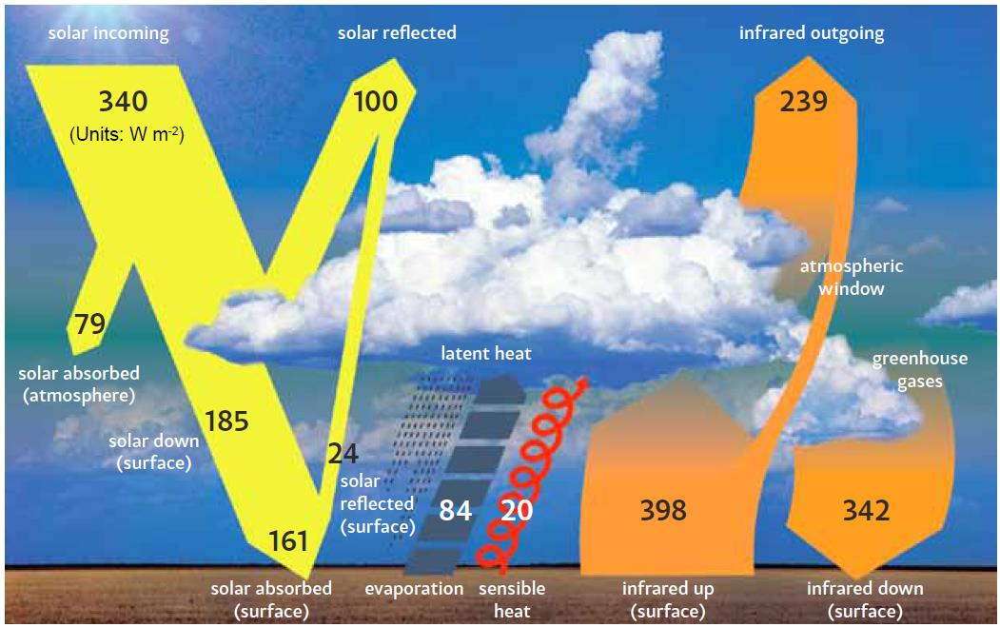 solar incoming
solar reflected
infrared outgoing
340
(Units: W m-2)
100
239
atmospheric
window
79
solar absorbed
(atmosphere)
latent heat
greenhouse
gases
185
solar down
(surface)
24
solar
reflected
(surface)
84
20
398
342
161
solar absorbed
(surface)
evaporation
sensible
heat
infrared up
(surface)
infrared down
(surface)